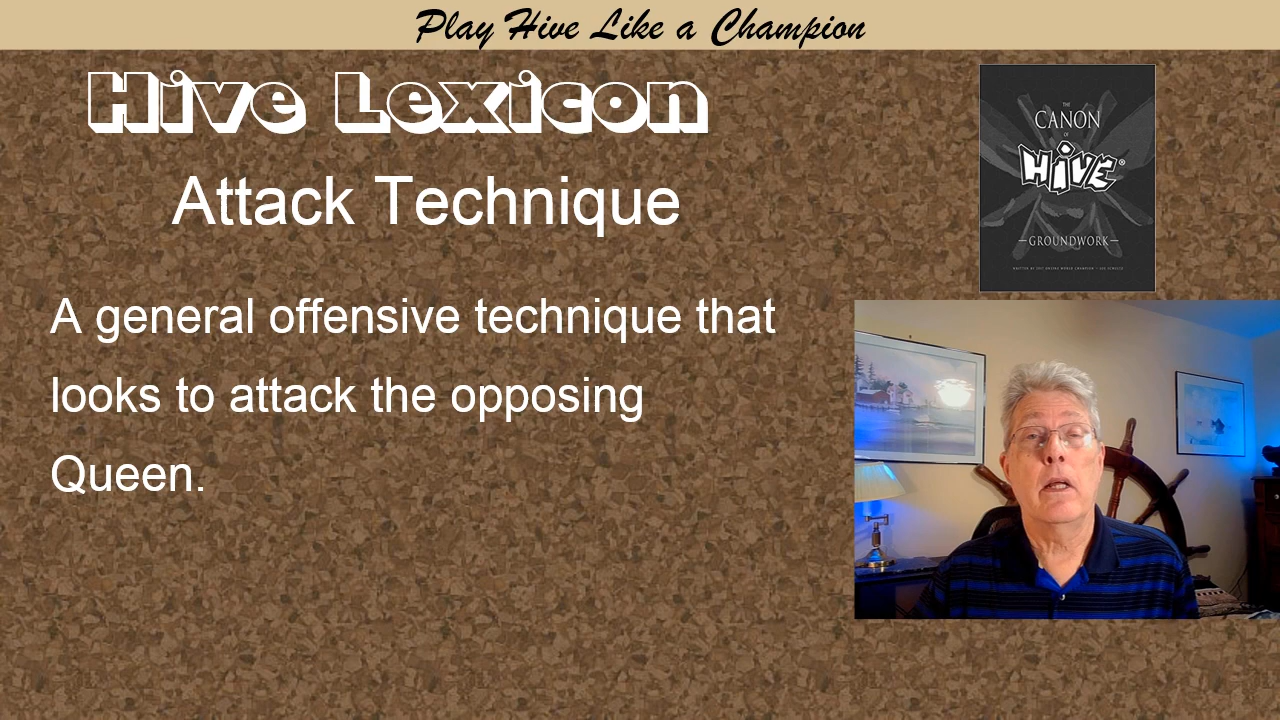 Play Hive Like a Champion
Hive Lexicon
Attack Technique
A general offensive technique that
looks to attack the opposing
Queen.
THE
CANON
OF
HIVE®
—GROUNDWORK—